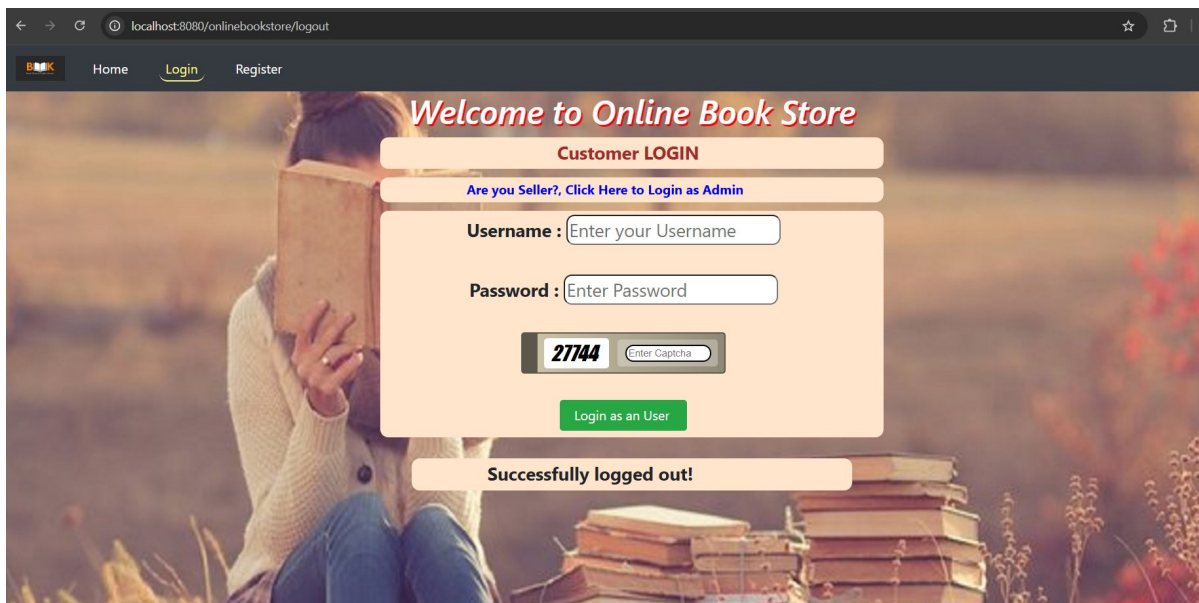 localhost:8080/onlinebookstore/logout
BOOK Home Login Register
Welcome to Online Book Store
Customer LOGIN
Are you Seller?, Click Here to Login as Admin
Username : Enter your Username
Password : Enter Password
27744 Enter Captcha
Login as an User
Successfully logged out!